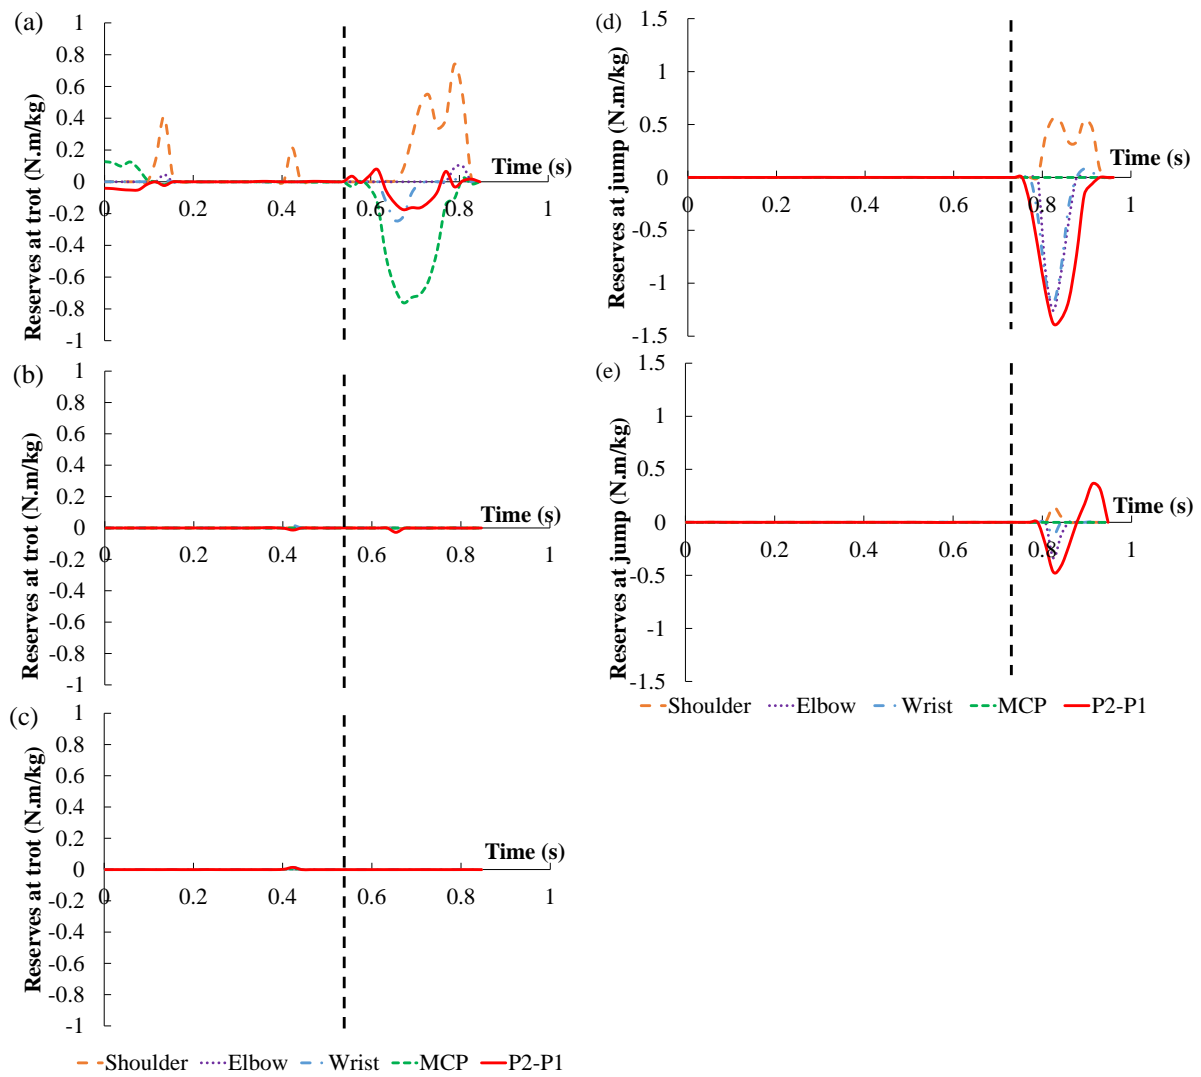 (a)
Reserves at trot (N.m/kg)
1
0.8
0.6
0.4
0.2
0
-0.2
-0.4
-0.6
-0.8
-1
0 0.2 0.4 0.6 0.8 1
Time (s)
(b)
Reserves at trot (N.m/kg)
1
0.8
0.6
0.4
0.2
0
-0.2
-0.4
-0.6
-0.8
-1
0 0.2 0.4 0.6 0.8 1
Time (s)
(c)
Reserves at trot (N.m/kg)
1
0.8
0.6
0.4
0.2
0
-0.2
-0.4
-0.6
-0.8
-1
0 0.2 0.4 0.6 0.8 1
Time (s)
Shoulder Elbow Wrist MCP P2-P1
(d)
Reserves at jump (N.m/kg)
1.5
1
0.5
0
-0.5
-1
-1.5
0 0.2 0.4 0.6 0.8 1
Time (s)
(e)
Reserves at jump (N.m/kg)
1.5
1
0.5
0
-0.5
-1
-1.5
0 0.2 0.4 0.6 0.8 1
Time (s)
Shoulder Elbow Wrist MCP P2-P1